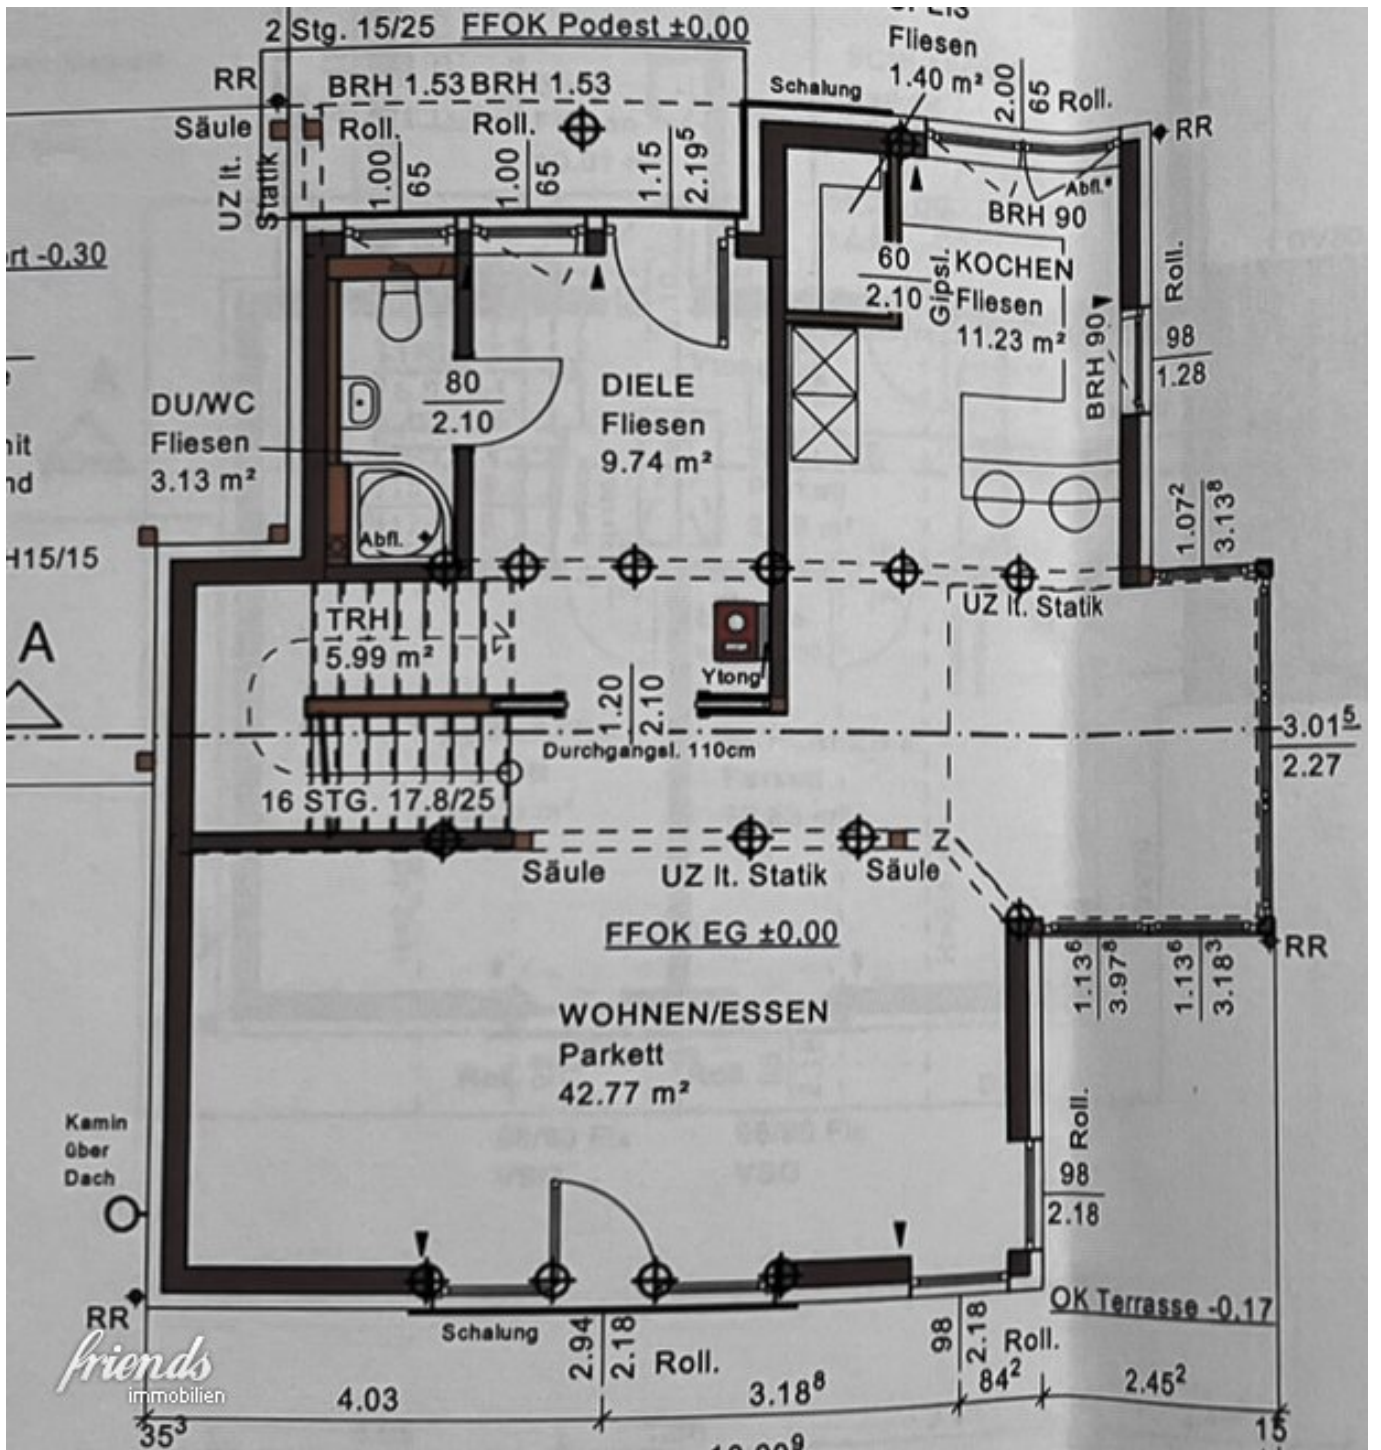 2 Stg. 15/25
FFOK Podest ±0,00
Fliesen
1.40 m²
RR
BRH 1.53
BRH 1.53
Schalung
2.00
65
Roll.
Säule
Roll.
Roll.
RR
UZ lt.
Statik
1.00
65
1.00
65
1.15
2.19⁵
Abfl.
BRH 90
rt -0,30
60
2.10
Gipsl.
KOCHEN
Fliesen
11.23 m²
Roll.
BRH 90
98
1.28
80
2.10
DIELE
Fliesen
9.74 m²
DU/WC
Fliesen
3.13 m²
nit
nd
H15/15
Abfl.
1.07²
3.13⁸
UZ lt. Statik
A
TRH
5.99 m²
Ytong
1.20
2.10
Durchgangsl. 110cm
3.01⁵
2.27
16 STG. 17.8/25
Säule
UZ lt. Statik
Säule
Z
FFOK EG ±0,00
RR
1.13⁶
3.97⁸
1.13⁶
3.18³
WOHNEN/ESSEN
Parkett
42.77 m²
Kamin
über
Dach
Roll.
98
2.18
OK Terrasse -0,17
RR
Schalung
2.94
2.18
Roll.
98
2.18
Roll.
friends
immobilien
4.03
3.18⁸
84²
2.45²
35³
15